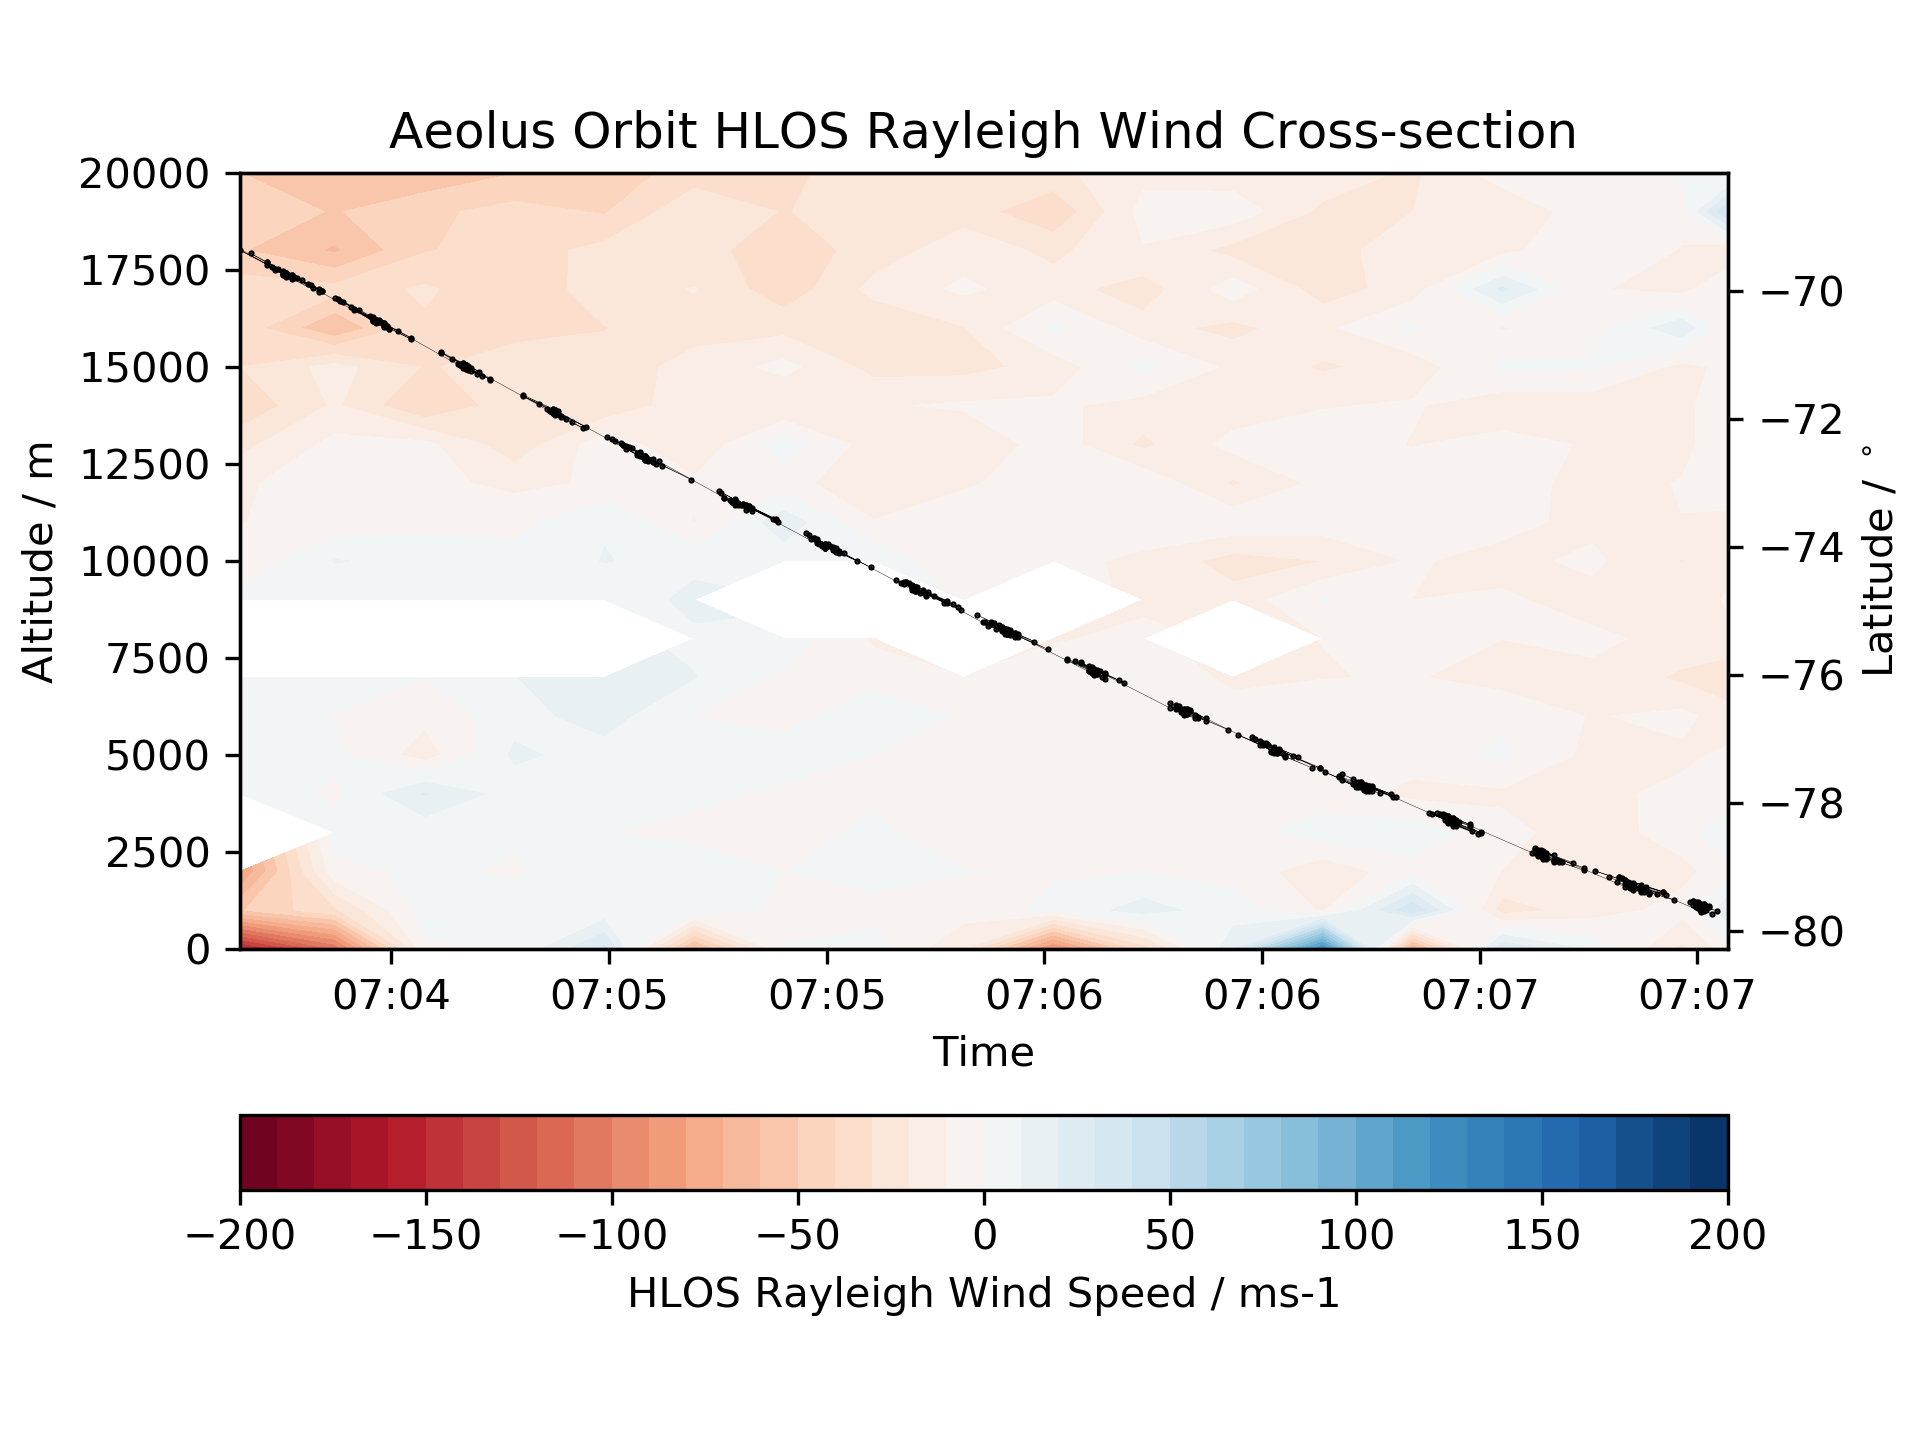 Aeolus Orbit HLOS Rayleigh Wind Cross-section
20000
17500
15000
12500
10000
7500
5000
2500
0
Altitude / m
−70
−72
−74
−76
−78
−80
Latitude / °
07:04 07:05 07:05 07:06 07:06 07:07 07:07
Time
−200 −150 −100 −50 0 50 100 150 200
HLOS Rayleigh Wind Speed / ms-1